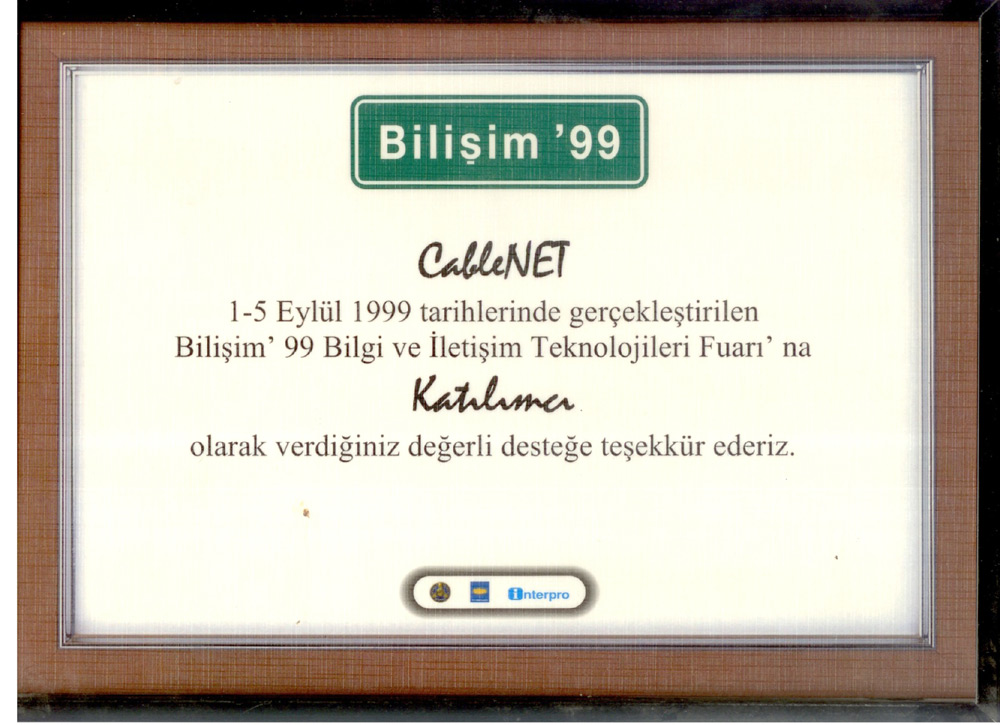 Bilişim ’99
CableNET
1-5 Eylül 1999 tarihlerinde gerçekleştirilen
Bilişim’ 99 Bilgi ve İletişim Teknolojileri Fuarı’ na
Katılımcı
olarak verdiğiniz değerli desteğe teşekkür ederiz.
interpro